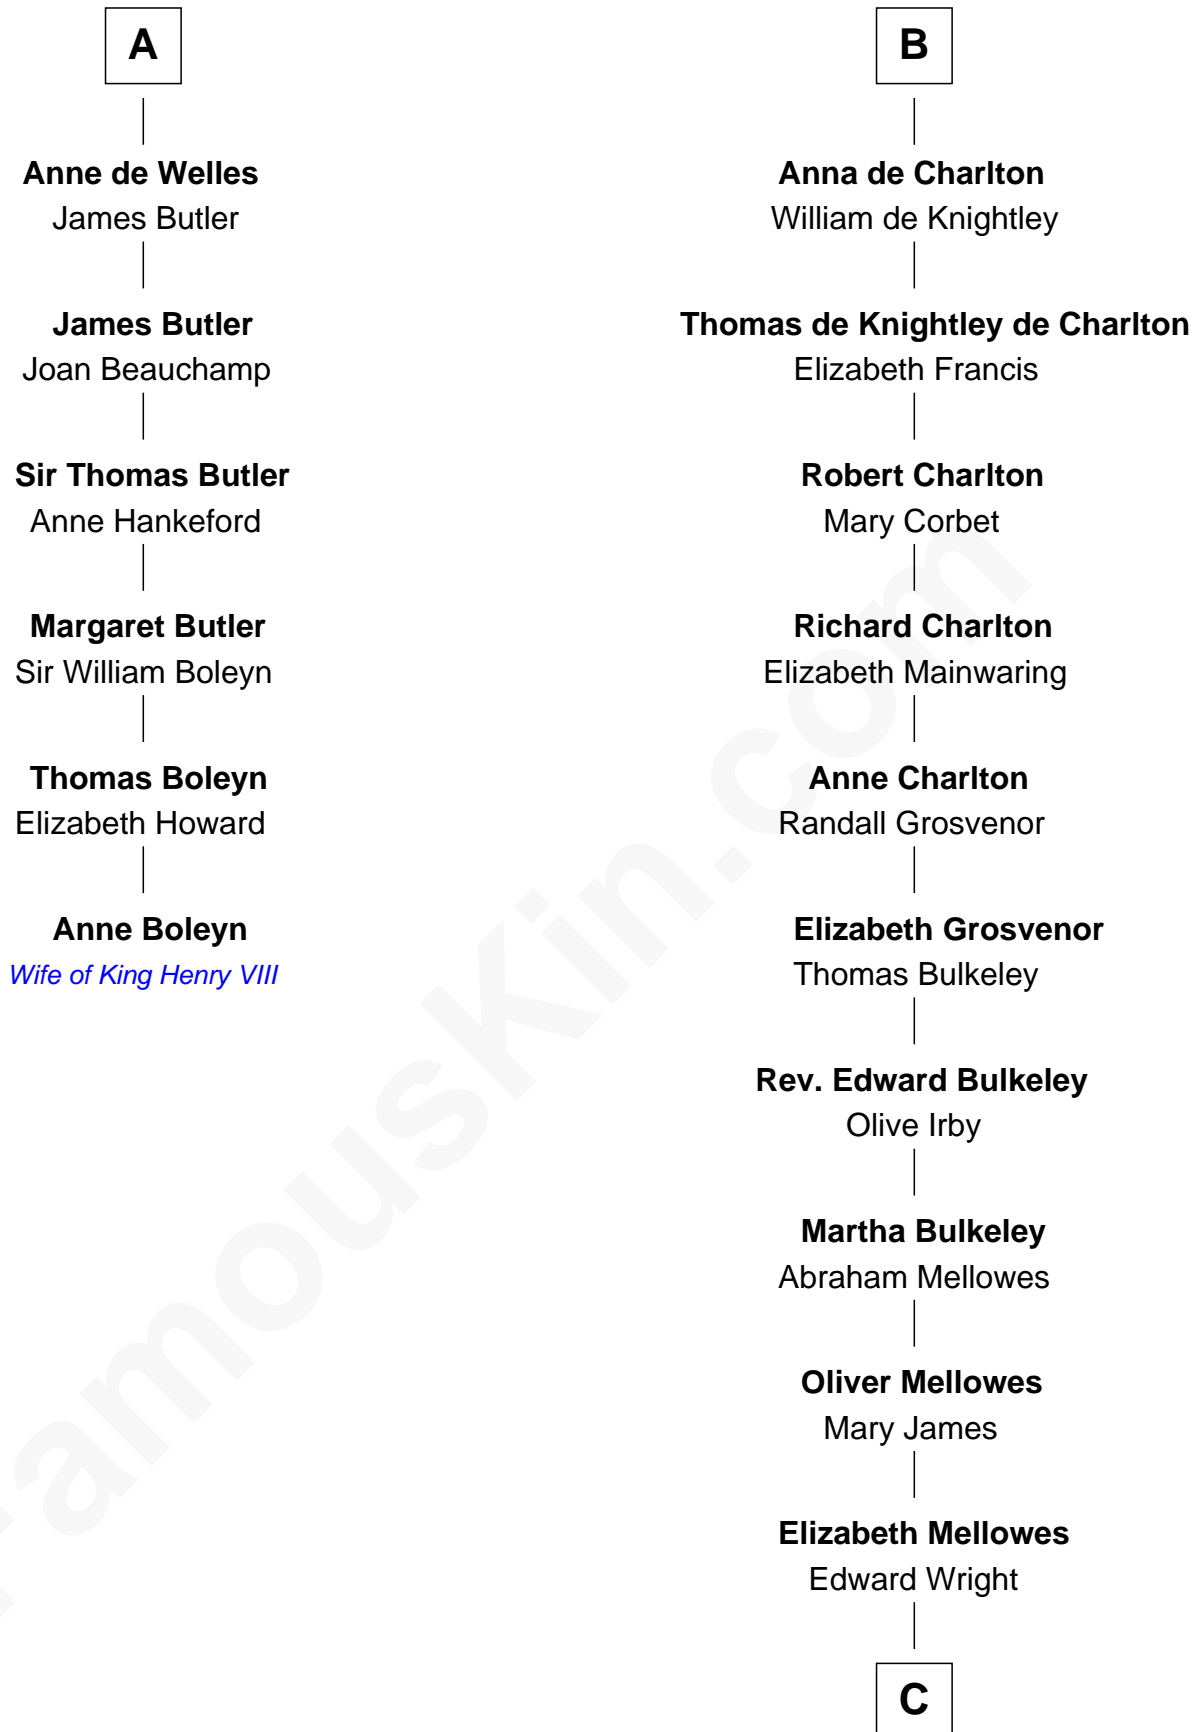 A
Anne de Welles
James Butler
James Butler
Joan Beauchamp
Sir Thomas Butler
Anne Hankeford
Margaret Butler
Sir William Boleyn
Thomas Boleyn
Elizabeth Howard
Anne Boleyn
Wife of King Henry VIII
B
Anna de Charlton
William de Knightley
Thomas de Knightley de Charlton
Elizabeth Francis
Robert Charlton
Mary Corbet
Richard Charlton
Elizabeth Mainwaring
Anne Charlton
Randall Grosvenor
Elizabeth Grosvenor
Thomas Bulkeley
Rev. Edward Bulkeley
Olive Irby
Martha Bulkeley
Abraham Mellowes
Oliver Mellowes
Mary James
Elizabeth Mellowes
Edward Wright
C
FamousKin.com